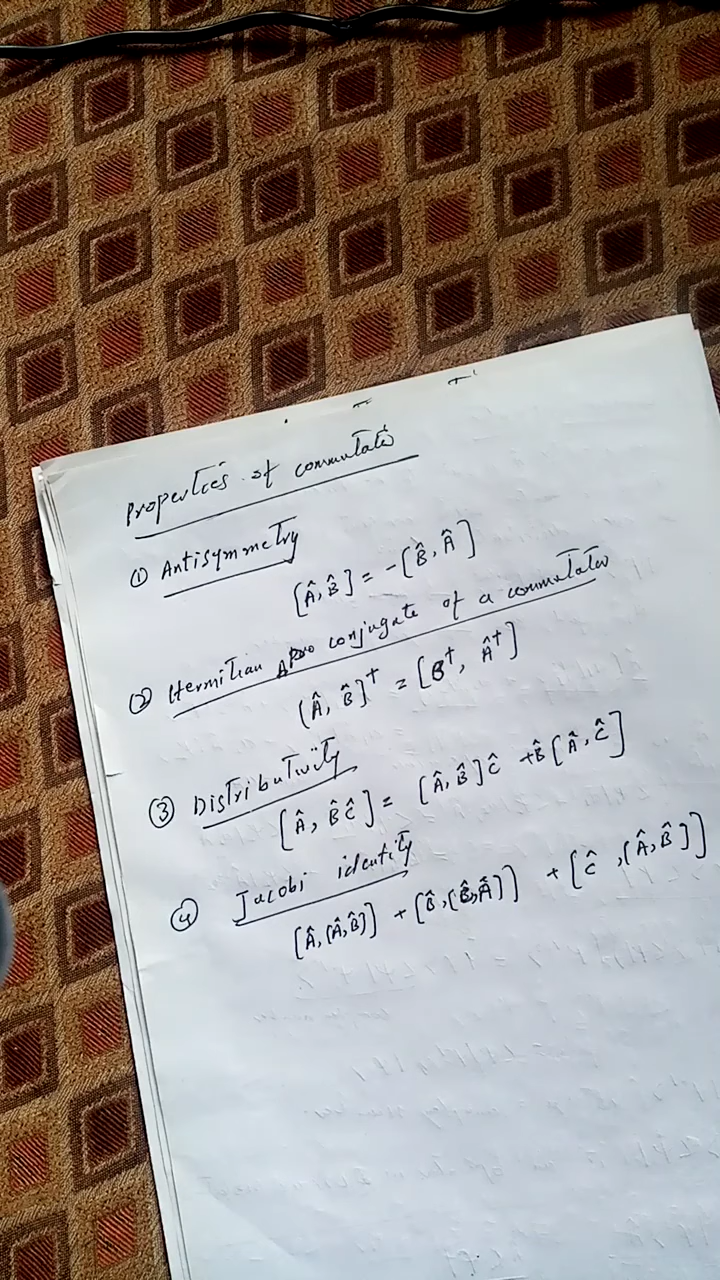 Properties of commutator
① Antisymmetry
[Â, B̂] = -[B̂, Â]
② Hermitian conjugate of a commutator
[Â, B̂]† = [B†, Â†]
③ Distributivity
[Â, B̂Ĉ] = [Â, B̂]Ĉ + B̂[Â, Ĉ]
④ Jacobi identity
[Â, [Â, B̂]] + [B̂, [B̂, Â]] + [Ĉ, [Â, B̂]]